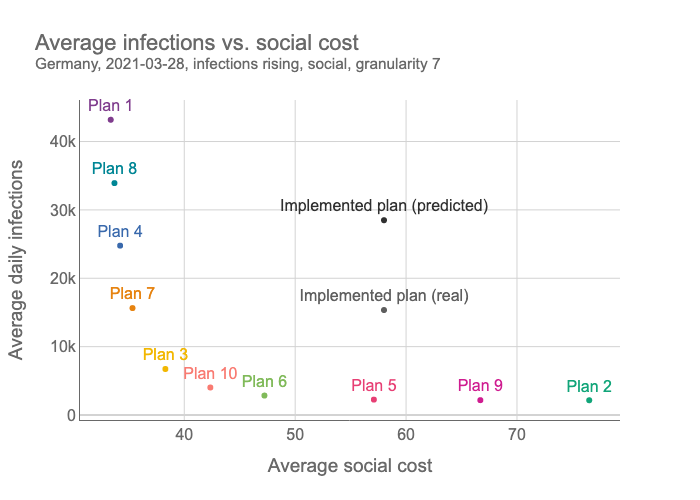 Average infections vs. social cost
Germany, 2021-03-28, infections rising, social, granularity 7
Plan 1
40k
Plan 8
30k
Implemented plan (predicted)
Plan 4
20k
Plan 7
Implemented plan (real)
10k
Plan 3
Plan 10
Plan 6
Plan 5
Plan 9
Plan 2
0
40
50
60
70
Average social cost
Average daily infections